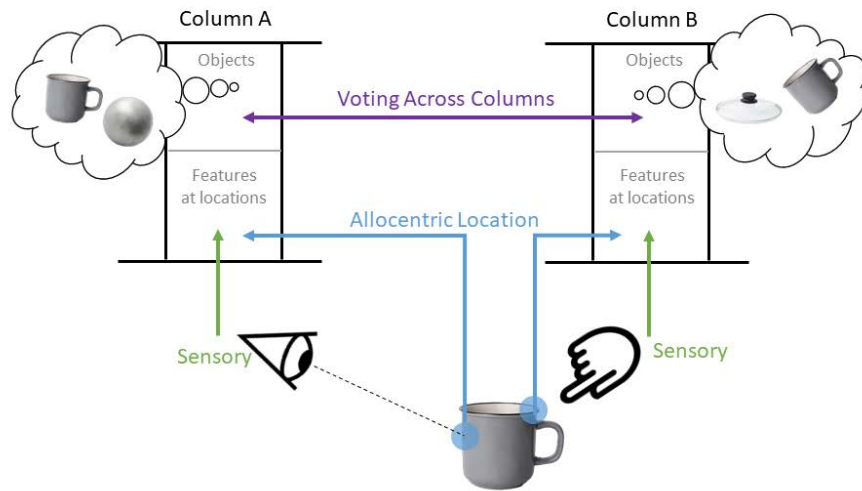 Column A
Column B
Objects
Objects
Voting Across Columns
Features
at locations
Features
at locations
Allocentric Location
Sensory
Sensory